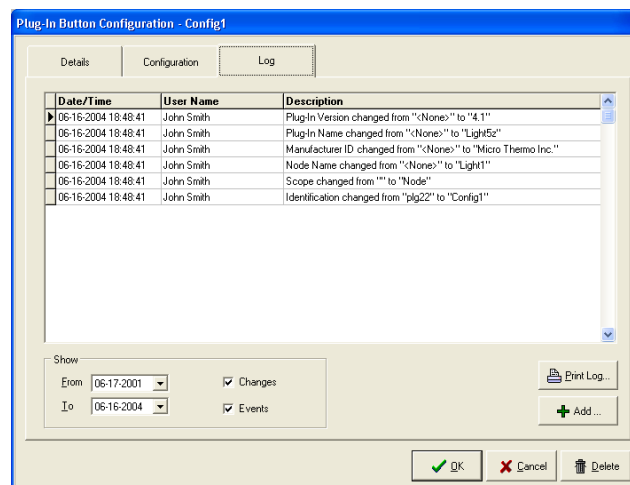 Plug-In Button Configuration - Config1
Details Configuration Log
Date/Time User Name Description
06-16-2004 18:48:41 John Smith Plug-In Version changed from "<None>" to "4.1"
06-16-2004 18:48:41 John Smith Plug-In Name changed from "<None>" to "Light5z"
06-16-2004 18:48:41 John Smith Manufacturer ID changed from "<None>" to "Micro Thermo Inc."
06-16-2004 18:48:41 John Smith Node Name changed from "<None>" to "Light1"
06-16-2004 18:48:41 John Smith Scope changed from "" to "Node"
06-16-2004 18:48:41 John Smith Identification changed from "plg22" to "Config1"
Show
From 06-17-2001 Changes
To 06-16-2004 Events
Print Log...
Add ...
OK Cancel Delete